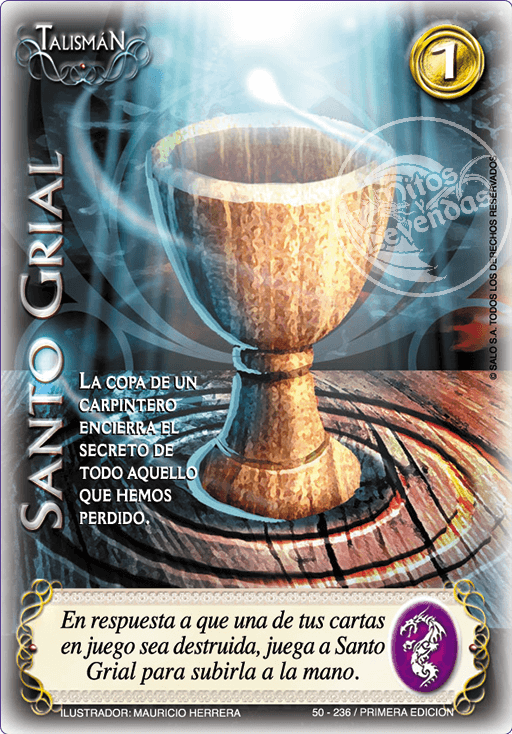 TALISMÁN
1
SANTO GRIAL
Mitos
y
Leyendas
© SALO S.A. TODOS LOS DERECHOS RESERVADOS
LA COPA DE UN
CARPINTERO
ENCIERRA EL
SECRETO DE
TODO AQUELLO
QUE HEMOS
PERDIDO.
En respuesta a que una de tus cartas
en juego sea destruida, juega a Santo
Grial para subirla a la mano.
ILUSTRADOR: MAURICIO HERRERA
50 - 236 / PRIMERA EDICIÓN